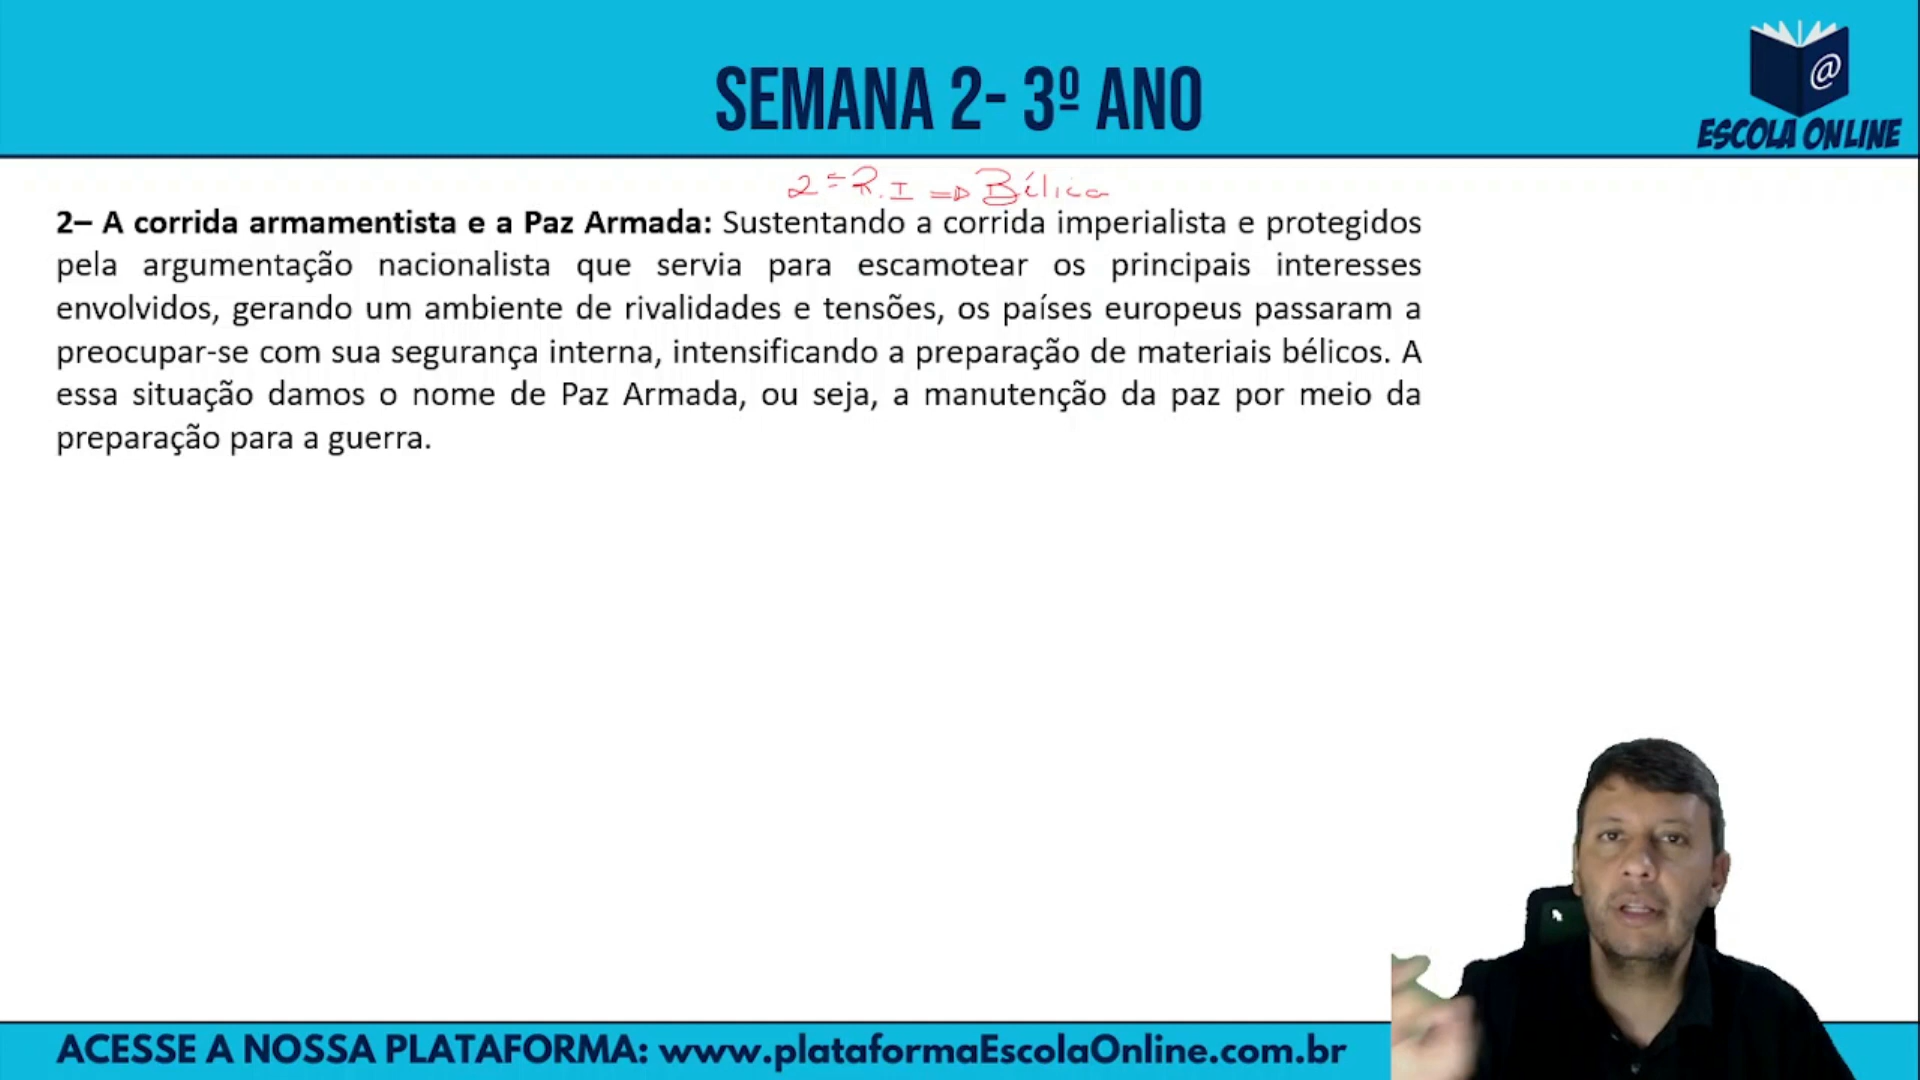 SEMANA 2- 3º ANO
@
ESCOLA ONLINE
2ª R.I => Bélica
2– A corrida armamentista e a Paz Armada: Sustentando a corrida imperialista e protegidos
pela argumentação nacionalista que servia para escamotear os principais interesses
envolvidos, gerando um ambiente de rivalidades e tensões, os países europeus passaram a
preocupar-se com sua segurança interna, intensificando a preparação de materiais bélicos. A
essa situação damos o nome de Paz Armada, ou seja, a manutenção da paz por meio da
preparação para a guerra.
ACESSE A NOSSA PLATAFORMA: www.plataformaEscolaOnline.com.br